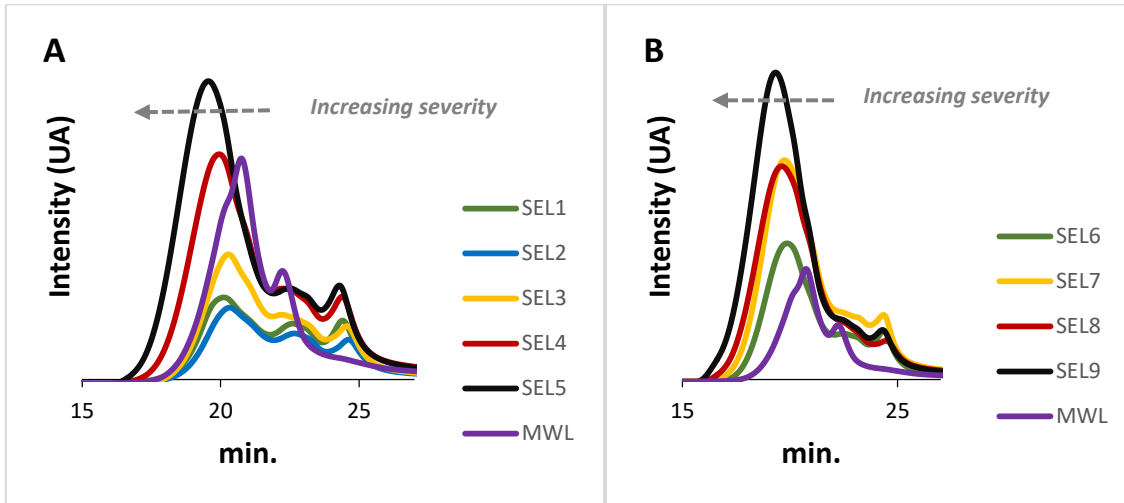 A
Increasing severity
Intensity (UA)
SEL1
SEL2
SEL3
SEL4
SEL5
MWL
15
20
25
min.
B
Increasing severity
Intensity (UA)
SEL6
SEL7
SEL8
SEL9
MWL
15
25
min.